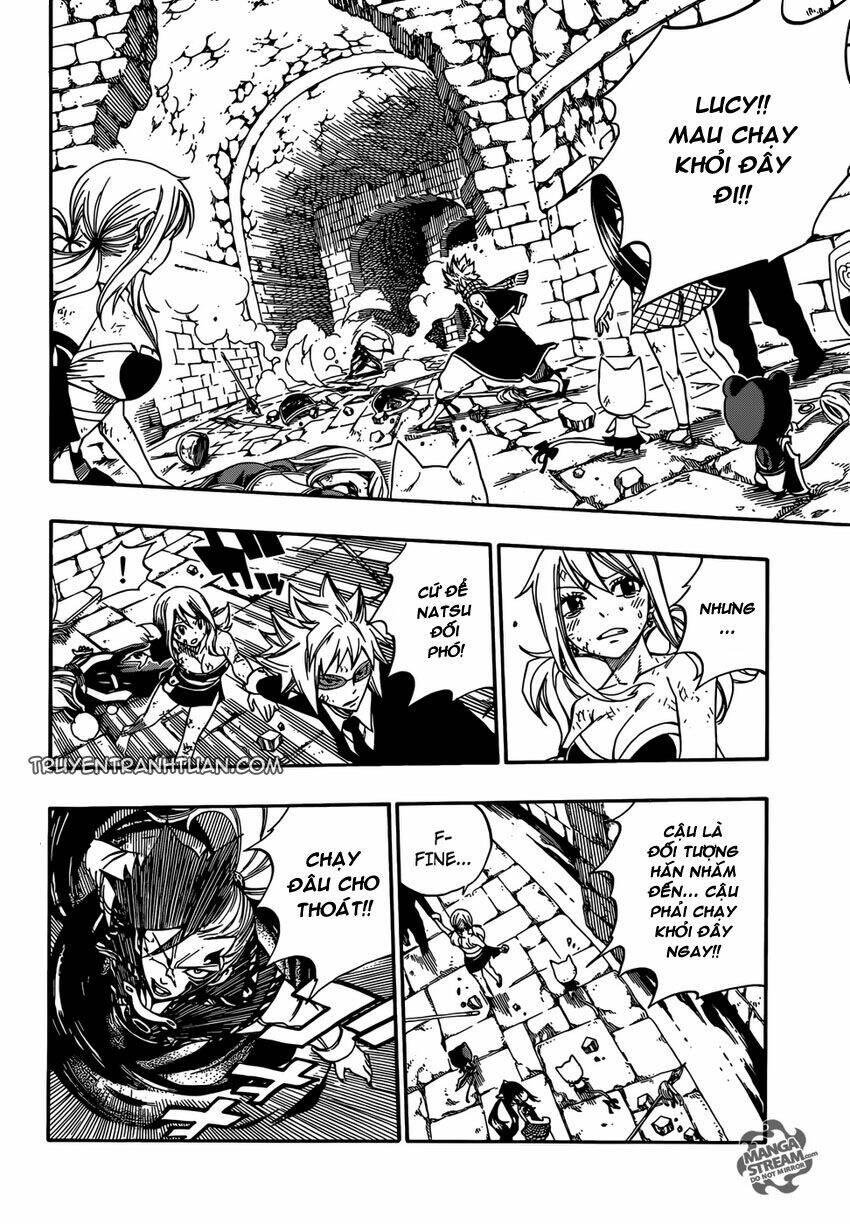 LUCY!!
MAU CHẠY
KHỎI ĐÂY
ĐI!!
NHƯNG
...
CỨ ĐỂ
NATSU
ĐỐI
PHÓ!
!
TRUYENTRANHTUAN.COM
CẬU LÀ
ĐỐI TƯỢNG
HẮN NHẮM
ĐẾN... CẬU
PHẢI CHẠY
KHỎI ĐÂY
NGAY!!
F-
FINE...
CHẠY
ĐÂU CHO
THOÁT!!
MANGA
STREAM.com
DO NOT MIRROR